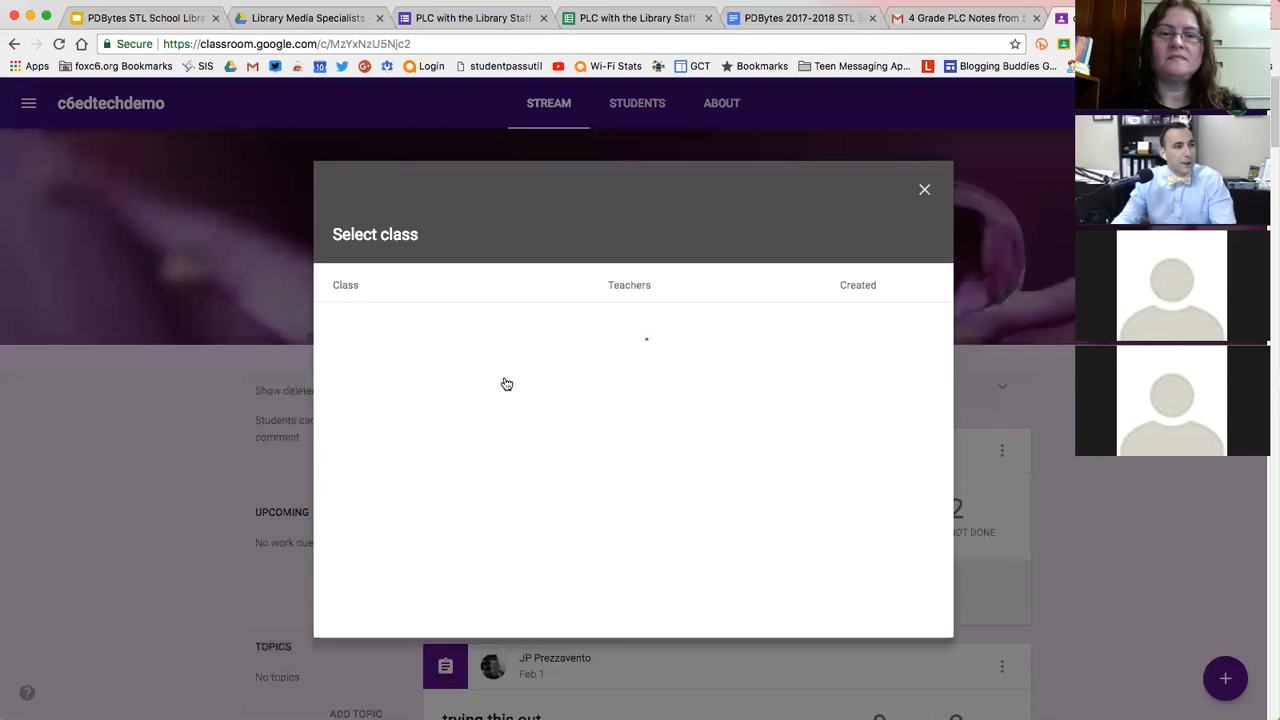 PDBytes STL School Libra
Library Media Specialists -
PLC with the Library Staff
PLC with the Library Staff
PDBytes 2017-2018 STL S
4 Grade PLC Notes from S
Secure
https://classroom.google.com/c/MzYxNzU5Njc2
Apps
foxc6.org Bookmarks
SIS
Login
studentpassutil
Wi-Fi Stats
GCT
Bookmarks
Teen Messaging Ap...
Blogging Buddies G...
c6edtechdemo
STREAM
STUDENTS
ABOUT
Select class
Class
Teachers
Created
Show deleted
Students can
comment
UPCOMING
No work due
2
NOT DONE
TOPICS
No topics
ADD TOPIC
JP Prezzavento
Feb 1
trying this out